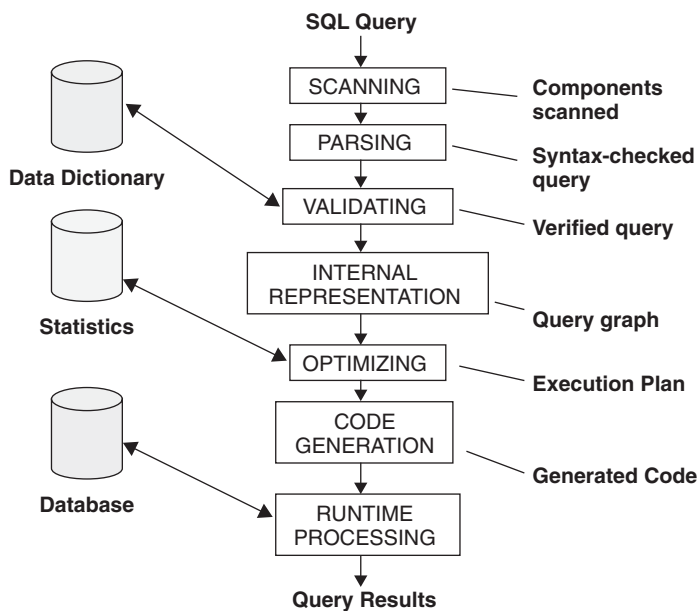 SQL Query
SCANNING
Components
scanned
PARSING
Syntax-checked
query
Data Dictionary
VALIDATING
Verified query
INTERNAL
REPRESENTATION
Query graph
Statistics
OPTIMIZING
Execution Plan
CODE
GENERATION
Generated Code
Database
RUNTIME
PROCESSING
Query Results